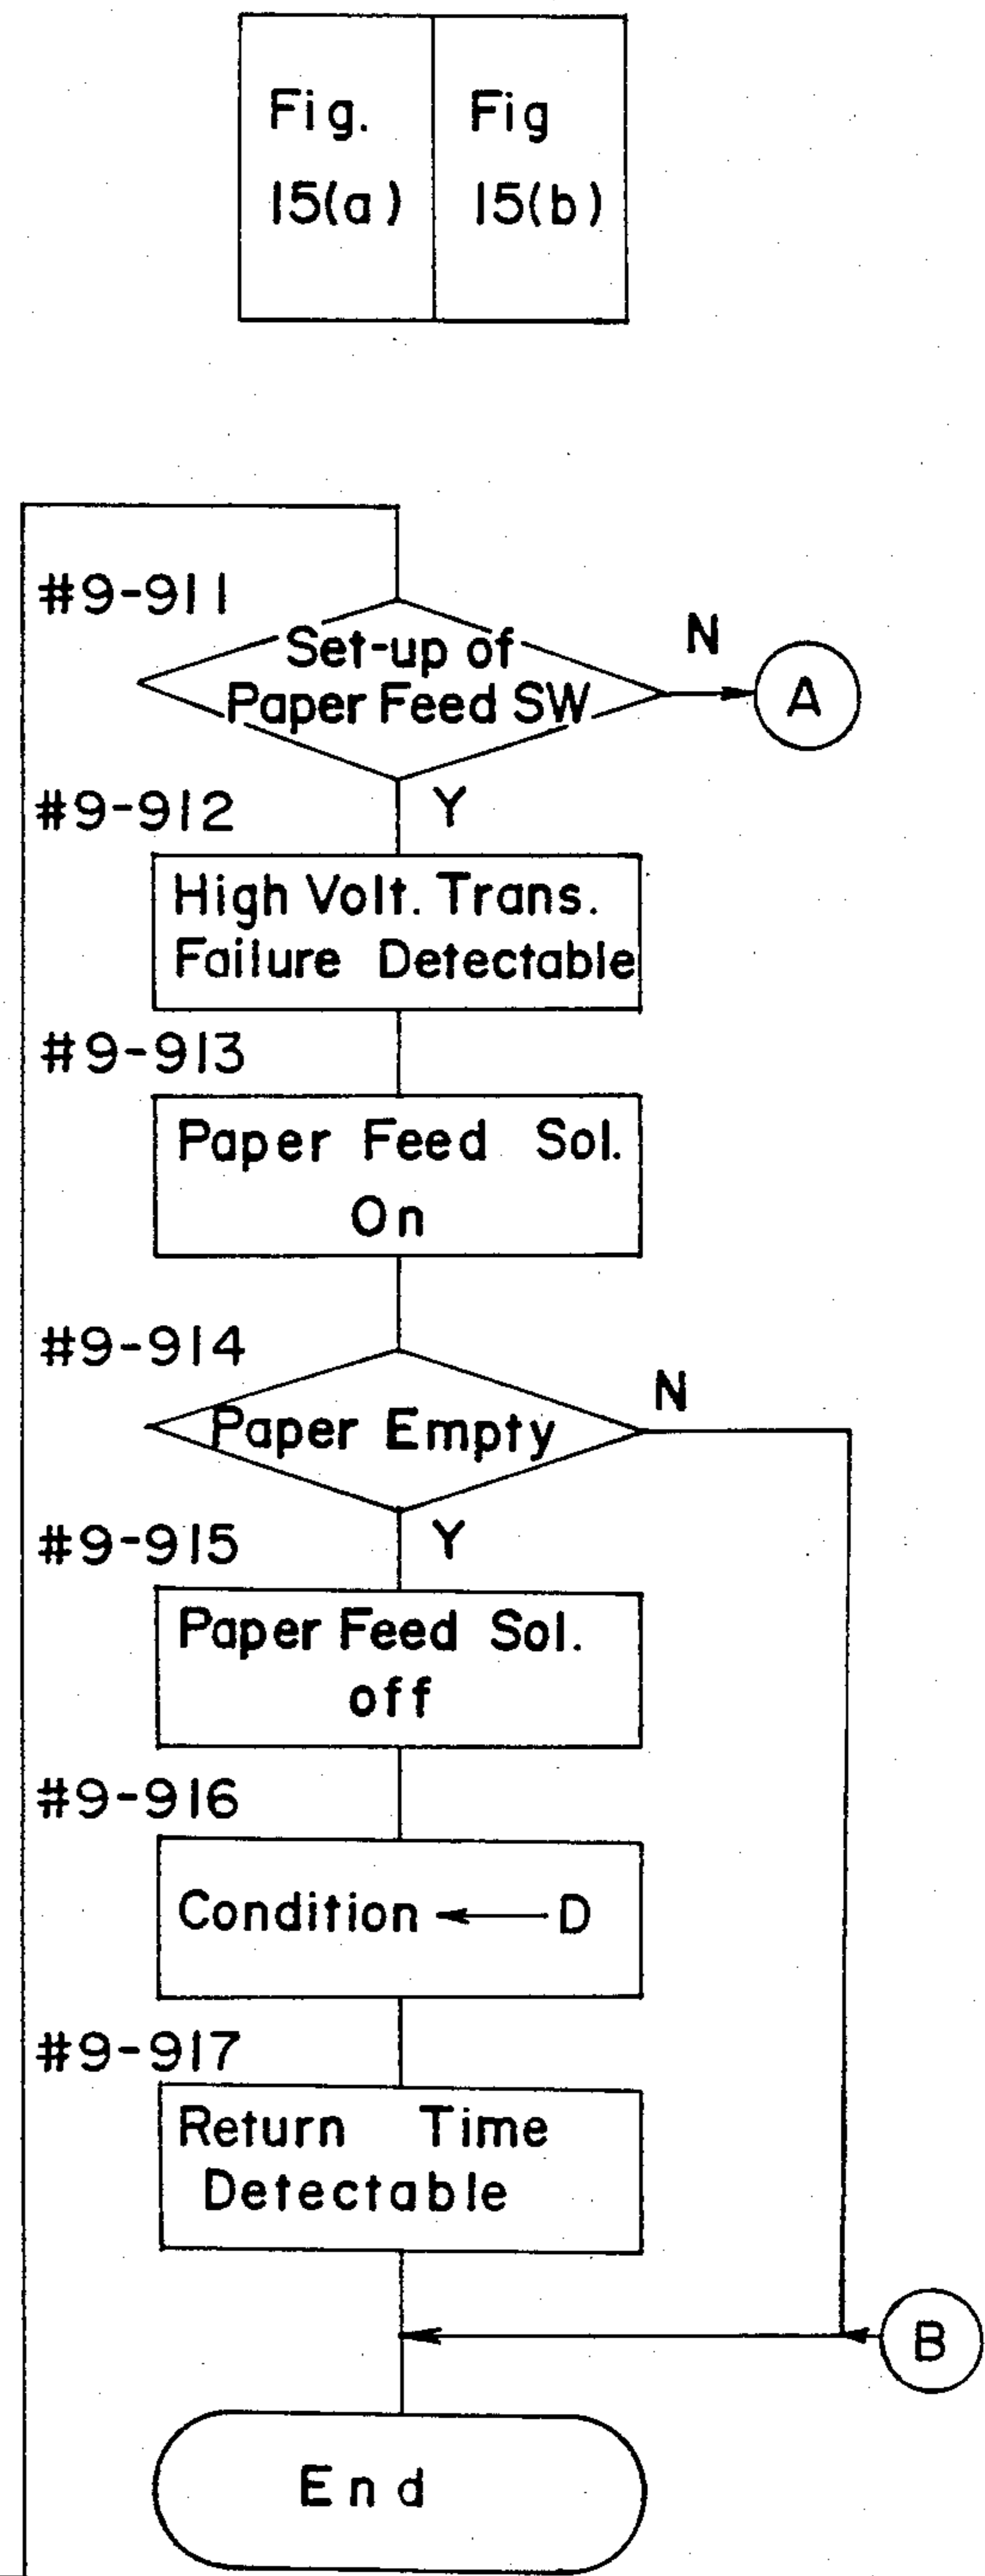 Fig.
15(a)
Fig
15(b)
#9-911
Set-up of
Paper Feed SW
N
A
Y
#9-912
High Volt. Trans.
Failure Detectable
#9-913
Paper Feed Sol.
On
#9-914
Paper Empty
N
Y
#9-915
Paper Feed Sol.
off
#9-916
Condition ← D
#9-917
Return Time
Detectable
B
End